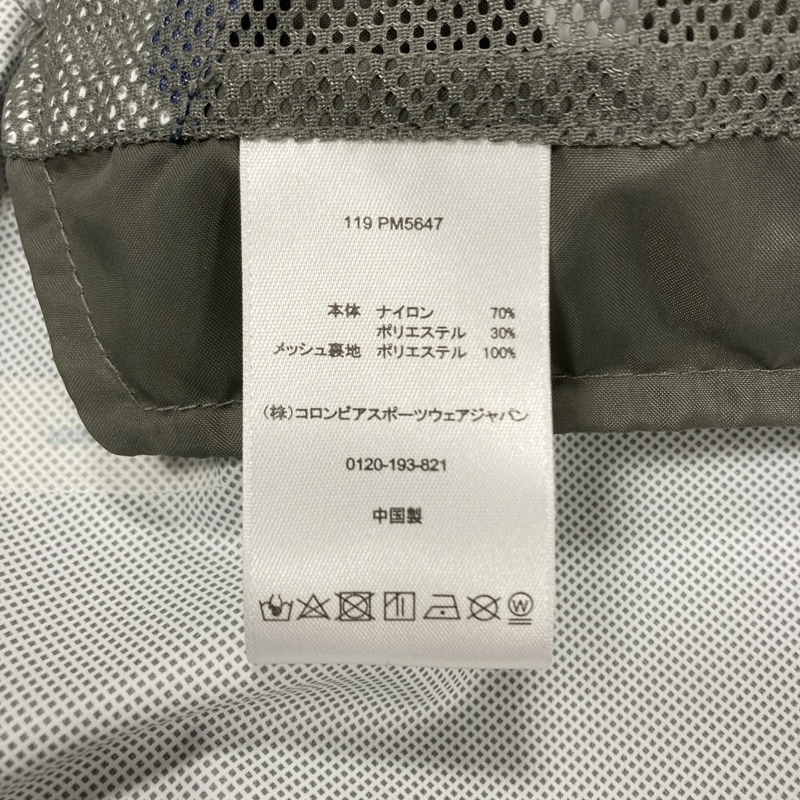 119 PM5647
本体 ナイロン 70%
ポリエステル 30%
メッシュ裏地 ポリエステル 100%
(株)コロンビアスポーツウェアジャパン
0120-193-821
中国製
W